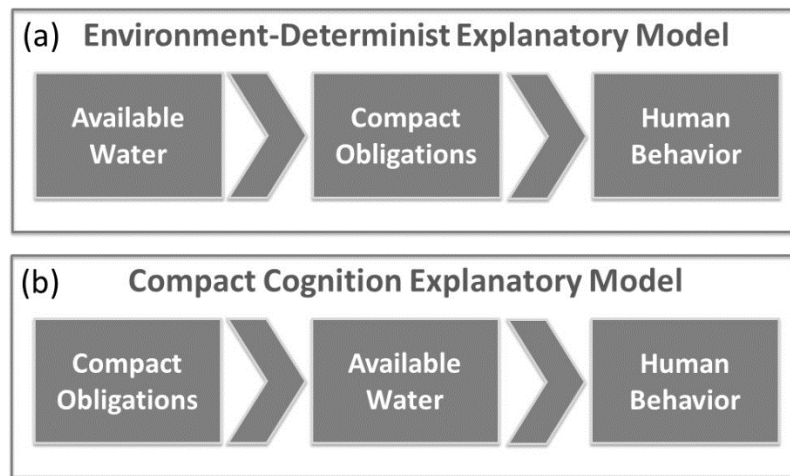 (a) Environment-Determinist Explanatory Model
Available
Water
Compact
Obligations
Human
Behavior
(b) Compact Cognition Explanatory Model
Compact
Obligations
Available
Water
Human
Behavior